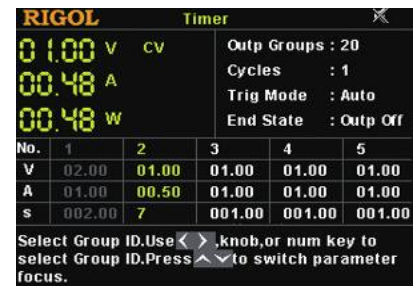 RIGOL Timer
01.00 V CV
00.48 A
00.48 W
Outp Groups : 20
Cycles : 1
Trig Mode : Auto
End State : Outp Off
No. 1 2 3 4 5
V 02.00 01.00 01.00 01.00 01.00
A 01.00 00.50 01.00 01.00 01.00
s 002.00 7 001.00 001.00 001.00
Select Group ID.Use < > ,knob,or num key to
select Group ID.Press ∧ ∨ to switch parameter
focus.